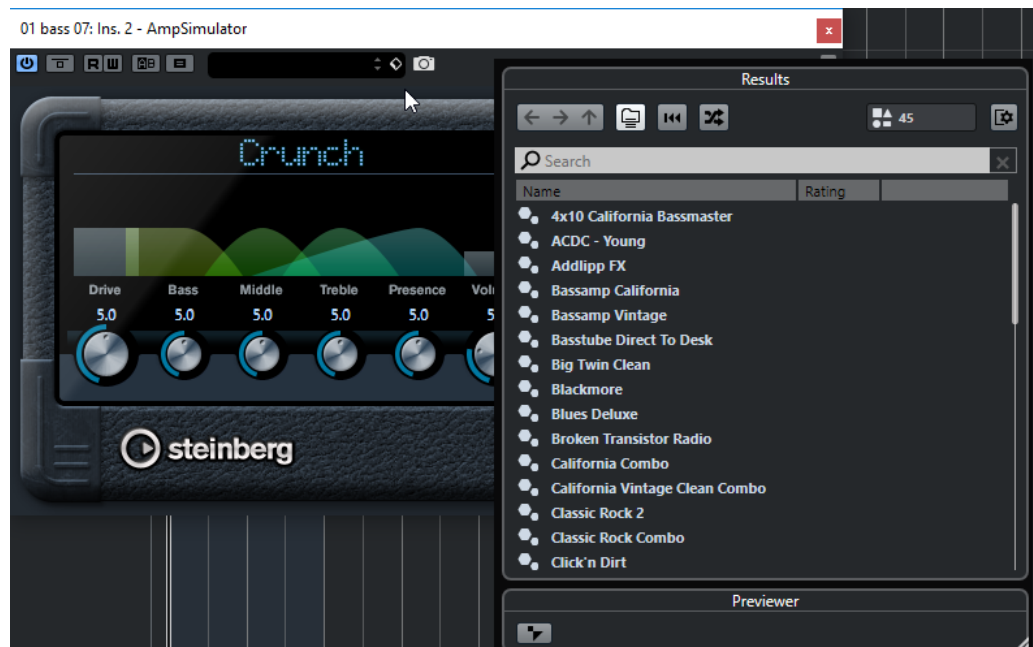 01 bass 07: Ins. 2 - AmpSimulator
x
R W AB
Results
45
Crunch
Search
Name Rating
Drive Bass Middle Treble Presence
5.0 5.0 5.0 5.0 5.0
steinberg
4x10 California Bassmaster
ACDC - Young
Addlipp FX
Bassamp California
Bassamp Vintage
Basstube Direct To Desk
Big Twin Clean
Blackmore
Blues Deluxe
Broken Transistor Radio
California Combo
California Vintage Clean Combo
Classic Rock 2
Classic Rock Combo
Click'n Dirt
Previewer